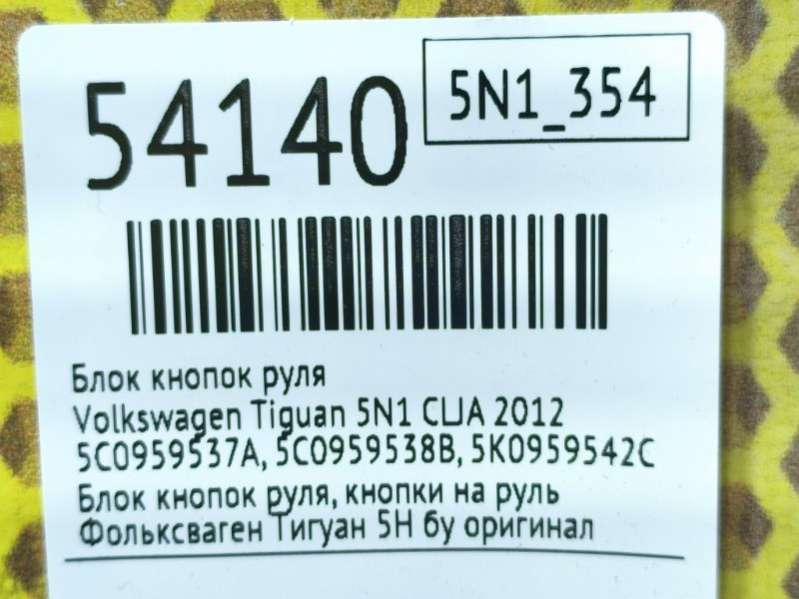 54140
5N1_354
Блок кнопок руля
Volkswagen Tiguan 5N1 CLJA 2012
5C0959537A, 5C0959538B, 5K0959542C
Блок кнопок руля, кнопки на руль
Фольксваген Тигуан 5Н бу оригинал